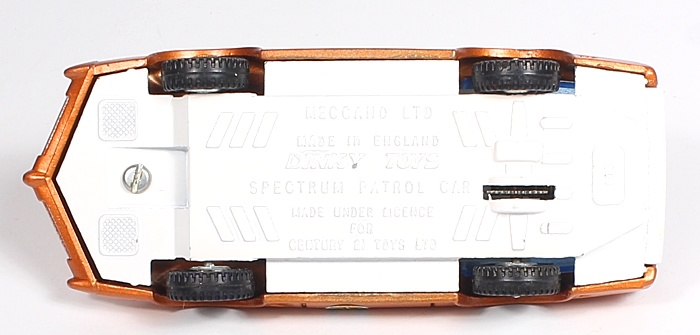 MECCANO LTD
MADE IN ENGLAND
DINKY TOYS
SPECTRUM PATROL CAR
MADE UNDER LICENCE
FOR
CENTURY 21 TOYS LTD